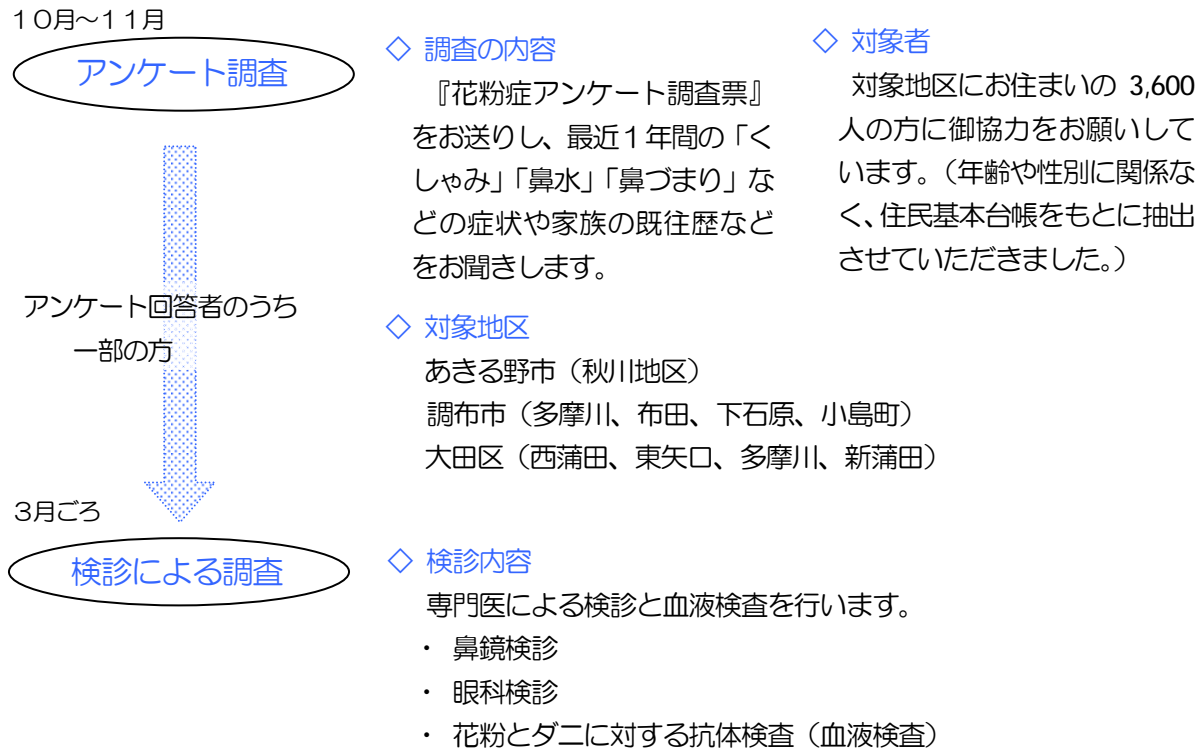 １０月～１１月
アンケート調査
◇ 調査の内容
『花粉症アンケート調査票』
をお送りし、最近１年間の「く
しゃみ」「鼻水」「鼻づまり」な
どの症状や家族の既往歴など
をお聞きします。
◇ 対象者
対象地区にお住まいの 3,600
人の方に御協力をお願いして
います。（年齢や性別に関係な
く、住民基本台帳をもとに抽出
させていただきました。）
アンケート回答者のうち
一部の方
◇ 対象地区
あきる野市（秋川地区）
調布市（多摩川、布田、下石原、小島町）
大田区（西蒲田、東矢口、多摩川、新蒲田）
３月ごろ
検診による調査
◇ 検診内容
専門医による検診と血液検査を行います。
・ 鼻鏡検診
・ 眼科検診
・ 花粉とダニに対する抗体検査（血液検査）